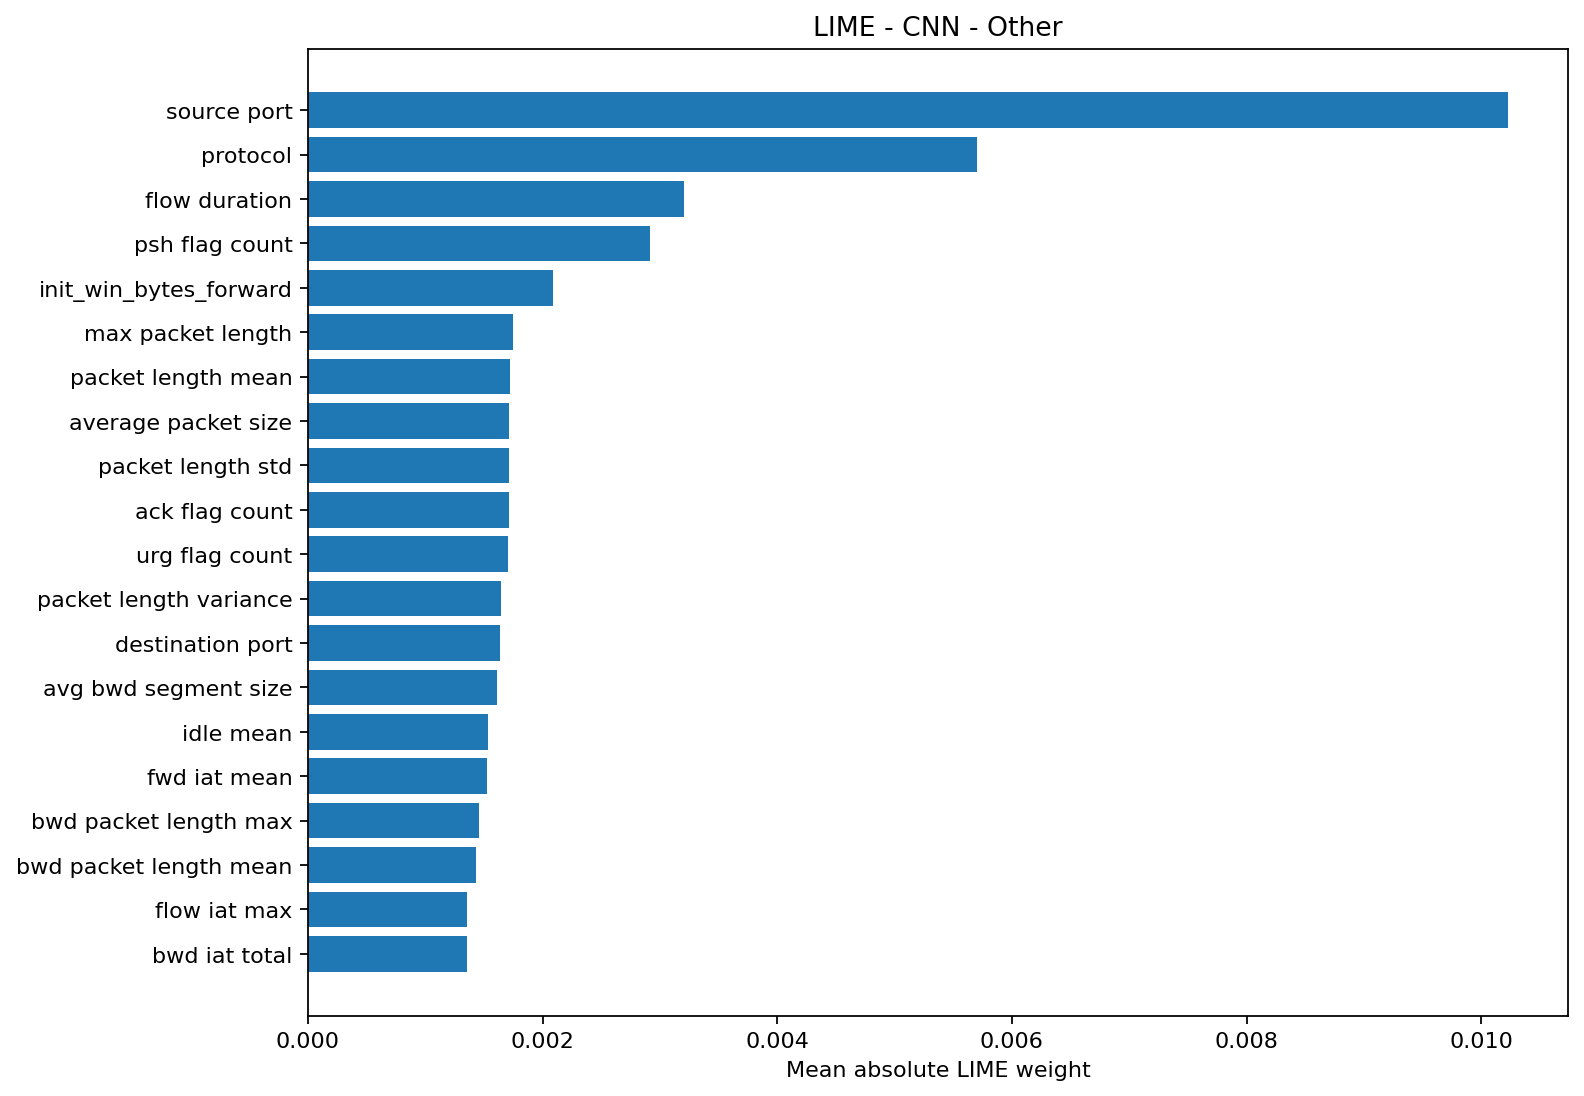 LIME - CNN - Other
source port
protocol
flow duration
psh flag count
init_win_bytes_forward
max packet length
packet length mean
average packet size
packet length std
ack flag count
urg flag count
packet length variance
destination port
avg bwd segment size
idle mean
fwd iat mean
bwd packet length max
bwd packet length mean
flow iat max
bwd iat total
0.000 0.002 0.004 0.006 0.008 0.010
Mean absolute LIME weight